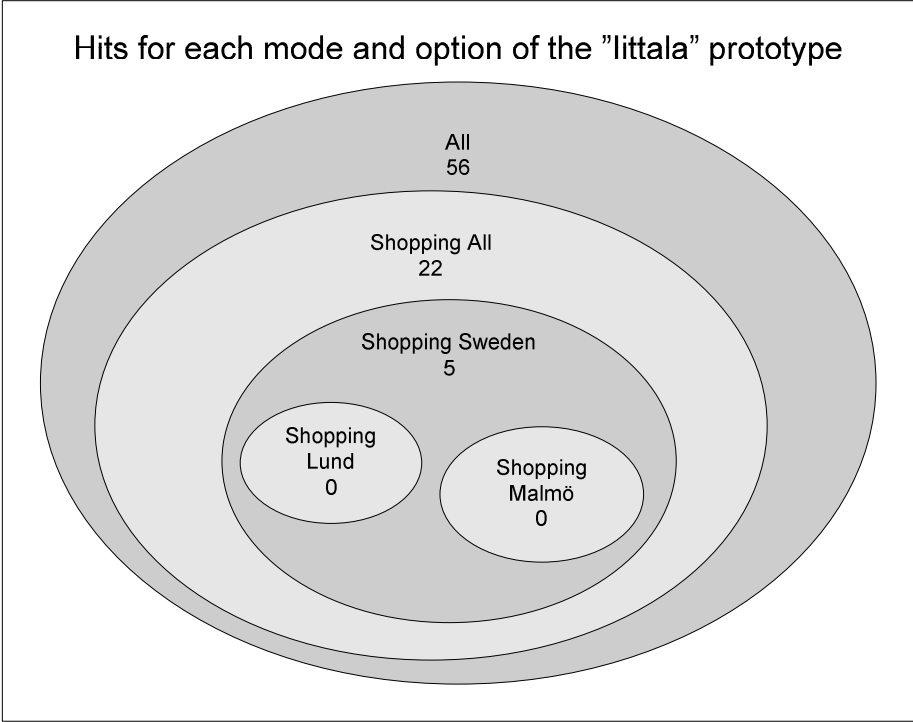 Hits for each mode and option of the ”Iittala” prototype
All
56
Shopping All
22
Shopping Sweden
5
Shopping
Lund
0
Shopping
Malmö
0